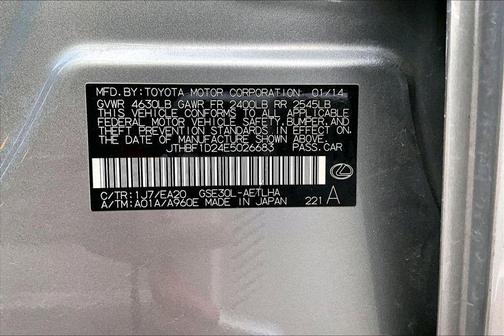 MFD. BY: TOYOTA MOTOR CORPORATION 01/14
GVWR 4630LB GAWR FR 2400LB RR 2545LB
THIS VEHICLE CONFORMS TO ALL APPLICABLE
FEDERAL MOTOR VEHICLE SAFETY, BUMPER,
AND THEFT PREVENTION STANDARDS IN EFFECT ON
THE DATE OF MANUFACTURE SHOWN ABOVE.
JTHBF1D24E5026683 PASS. CAR
C/TR: 1J7/EA20 GSE30L-AETLHA
A/TM: A01A/A960E MADE IN JAPAN 221 A